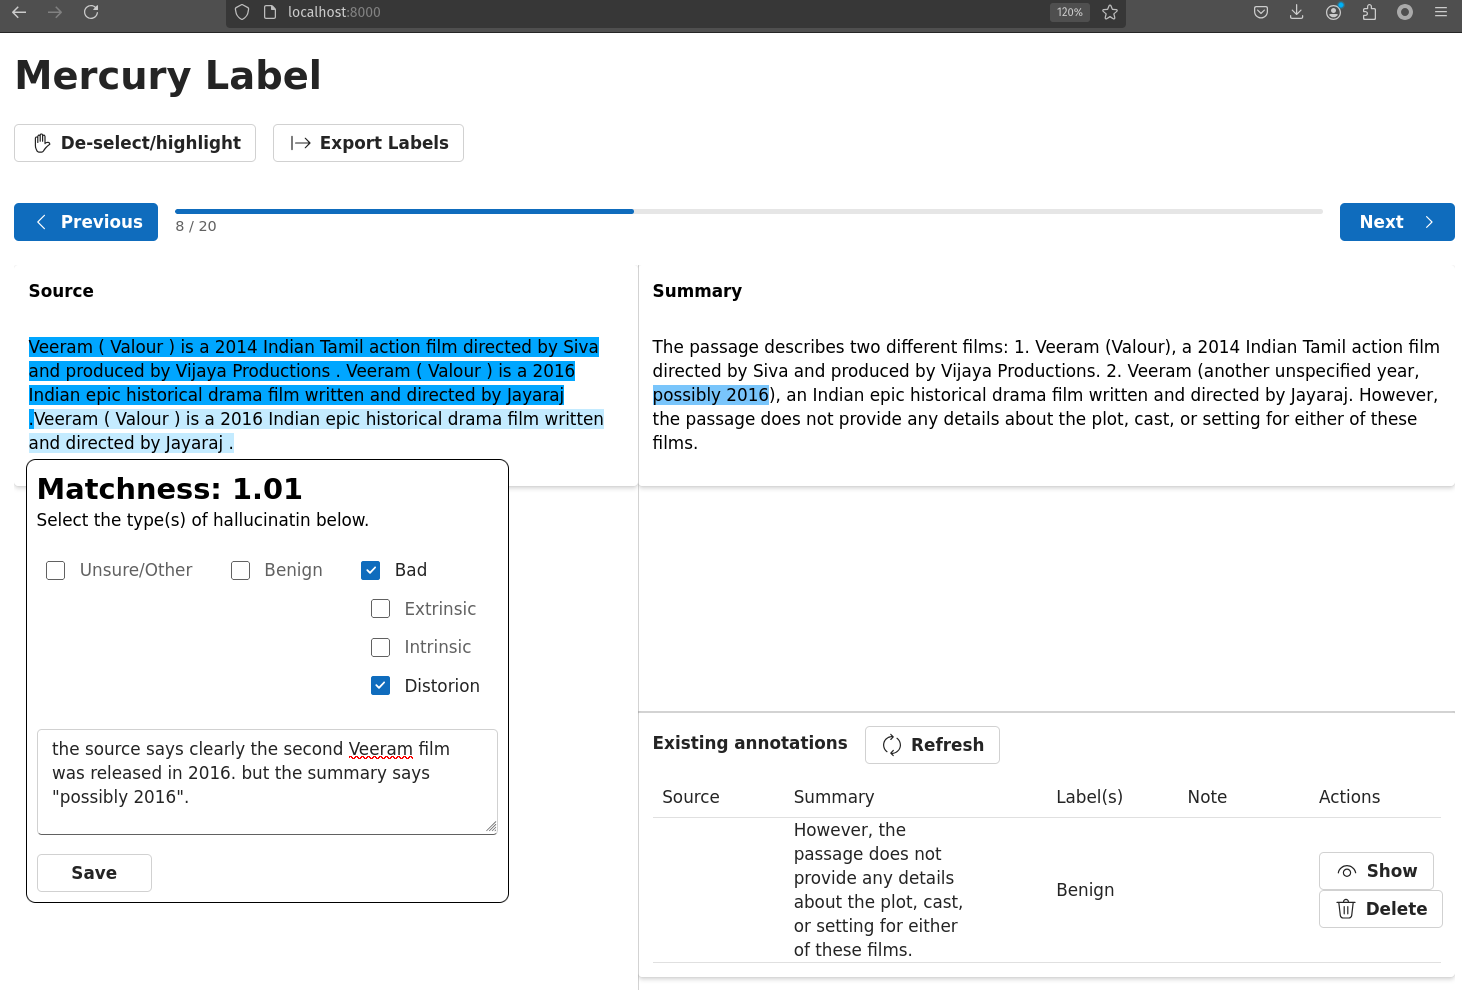 localhost:8000
120%
Mercury Label
De-select/highlight
Export Labels
Previous
8 / 20
Next
Source
Veeram ( Valour ) is a 2014 Indian Tamil action film directed by Siva
and produced by Vijaya Productions . Veeram ( Valour ) is a 2016
Indian epic historical drama film written and directed by Jayaraj
.Veeram ( Valour ) is a 2016 Indian epic historical drama film written
and directed by Jayaraj .
Summary
The passage describes two different films: 1. Veeram (Valour), a 2014 Indian Tamil action film
directed by Siva and produced by Vijaya Productions. 2. Veeram (another unspecified year,
possibly 2016), an Indian epic historical drama film written and directed by Jayaraj. However,
the passage does not provide any details about the plot, cast, or setting for either of these
films.
Matchness: 1.01
Select the type(s) of hallucinatin below.
Unsure/Other
Benign
Bad
Extrinsic
Intrinsic
Distorion
the source says clearly the second Veeram film
was released in 2016. but the summary says
"possibly 2016".
Save
Existing annotations
Refresh
Source
Summary
Label(s)
Note
Actions
However, the
passage does not
provide any details
about the plot, cast,
or setting for either
of these films.
Benign
Show
Delete